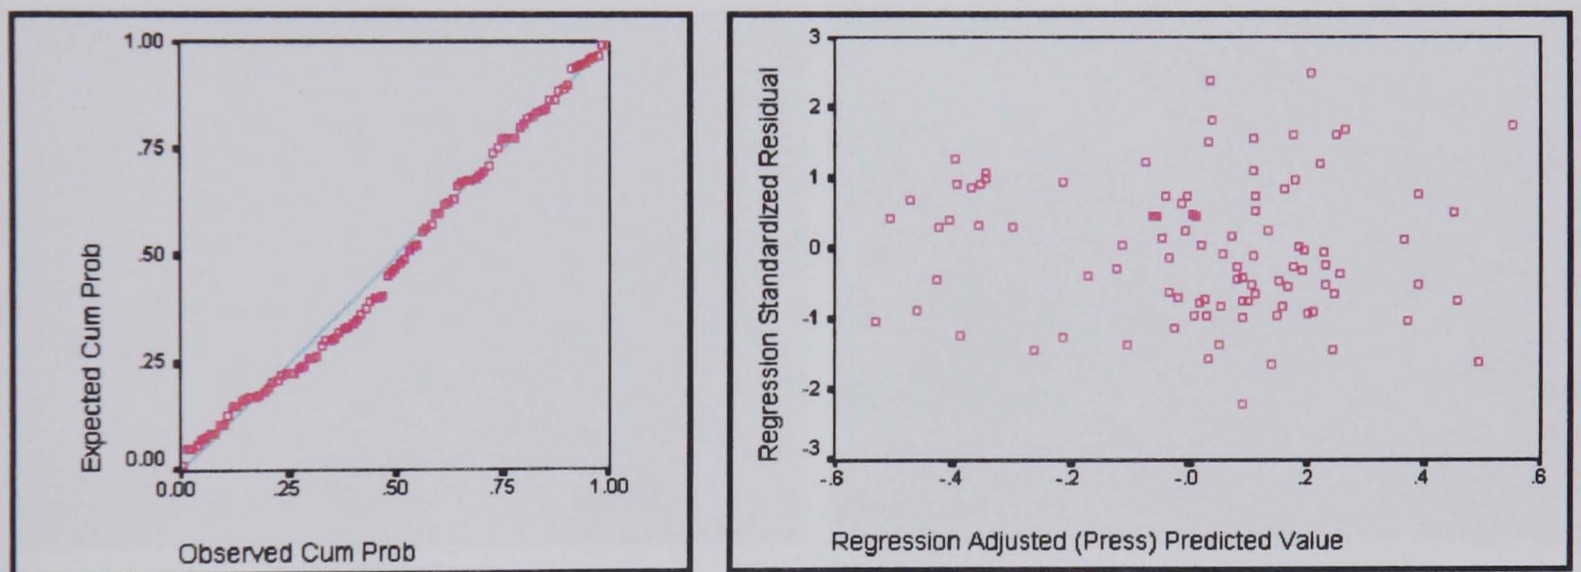 1.00
.75
.50
.25
0.00
Expected Cum Prob
0.00 .25 .50 .75 1.00
Observed Cum Prob
3
2
1
0
-1
-2
-3
Regression Standardized Residual
-.6 -.4 -.2 -.0 .2 .4 .6
Regression Adjusted (Press) Predicted Value